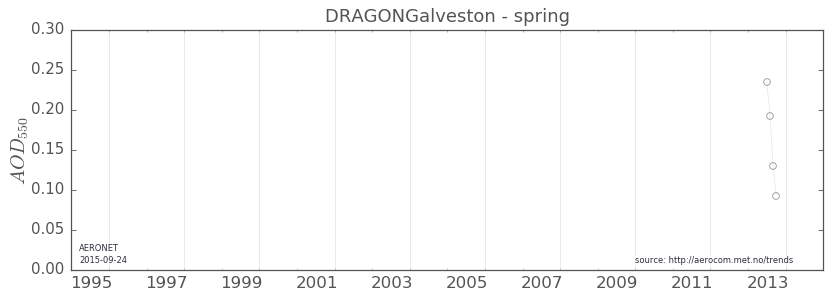 DRAGONGalveston - spring
0.30
0.25
0.20
0.15
0.10
0.05
0.00
AOD550
AERONET
2015-09-24
source: http://aerocom.met.no/trends
1995 1997 1999 2001 2003 2005 2007 2009 2011 2013